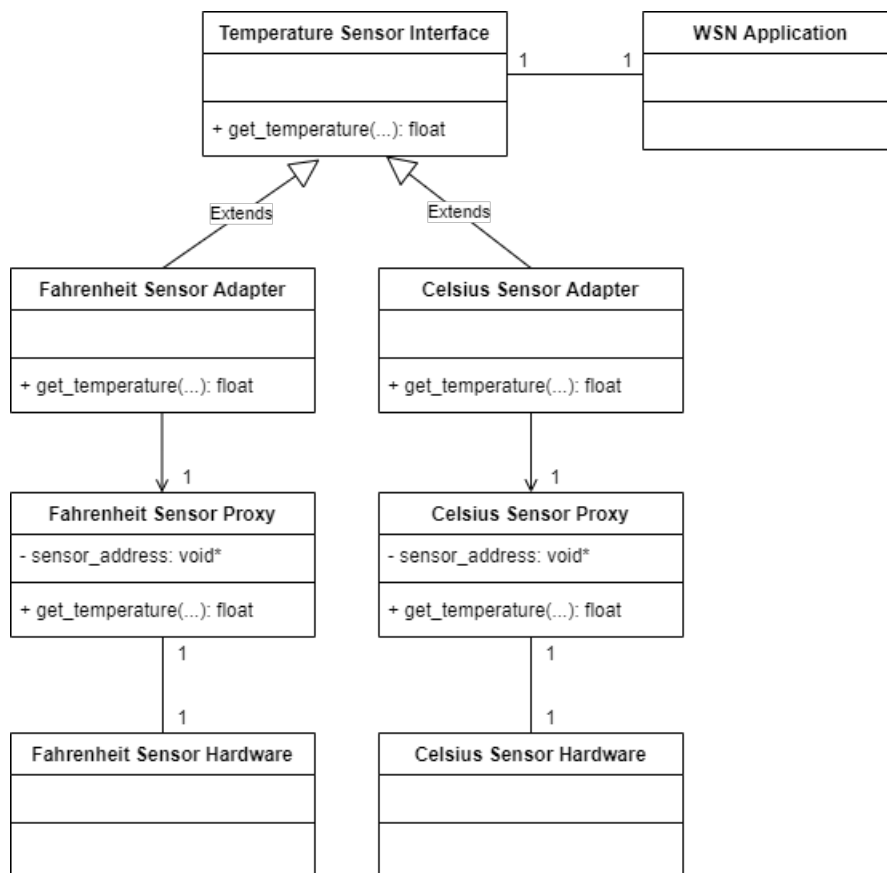 Temperature Sensor Interface
WSN Application
1
1
+ get_temperature(...): float
Extends
Extends
Fahrenheit Sensor Adapter
Celsius Sensor Adapter
+ get_temperature(...): float
+ get_temperature(...): float
1
1
Fahrenheit Sensor Proxy
Celsius Sensor Proxy
- sensor_address: void*
- sensor_address: void*
+ get_temperature(...): float
+ get_temperature(...): float
1
1
1
1
Fahrenheit Sensor Hardware
Celsius Sensor Hardware